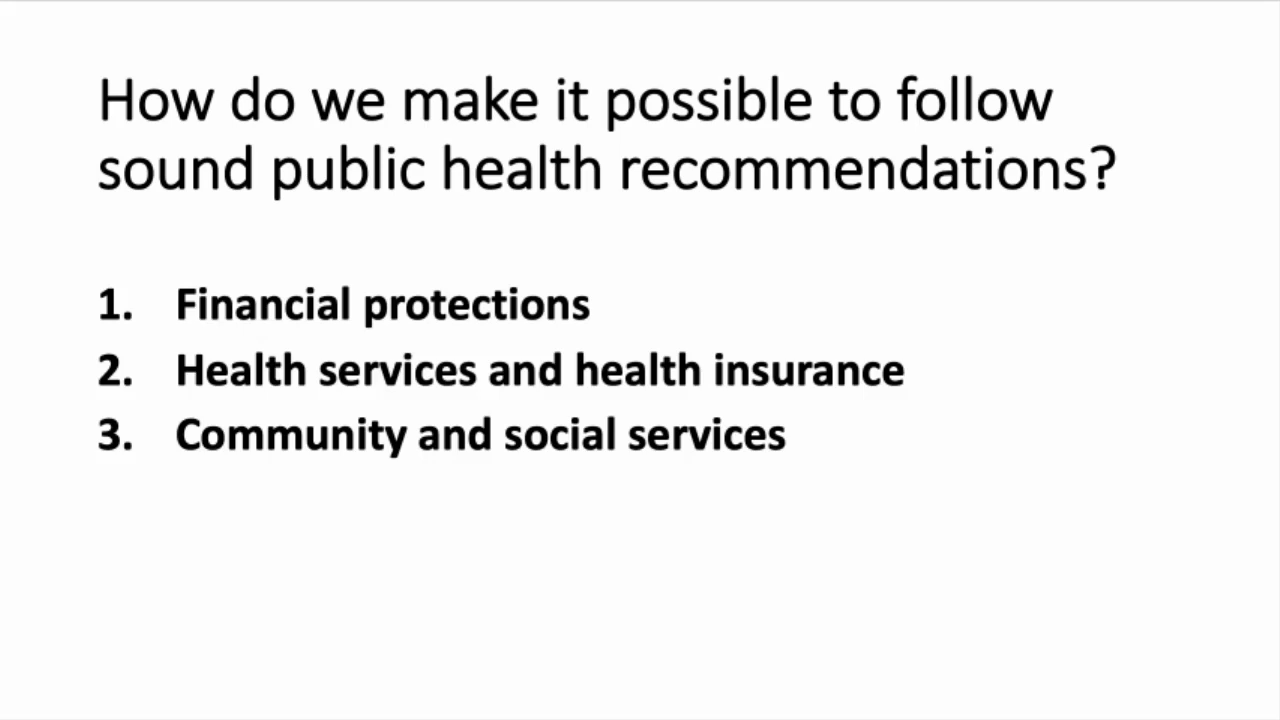 How do we make it possible to follow
sound public health recommendations?
1. Financial protections
2. Health services and health insurance
3. Community and social services